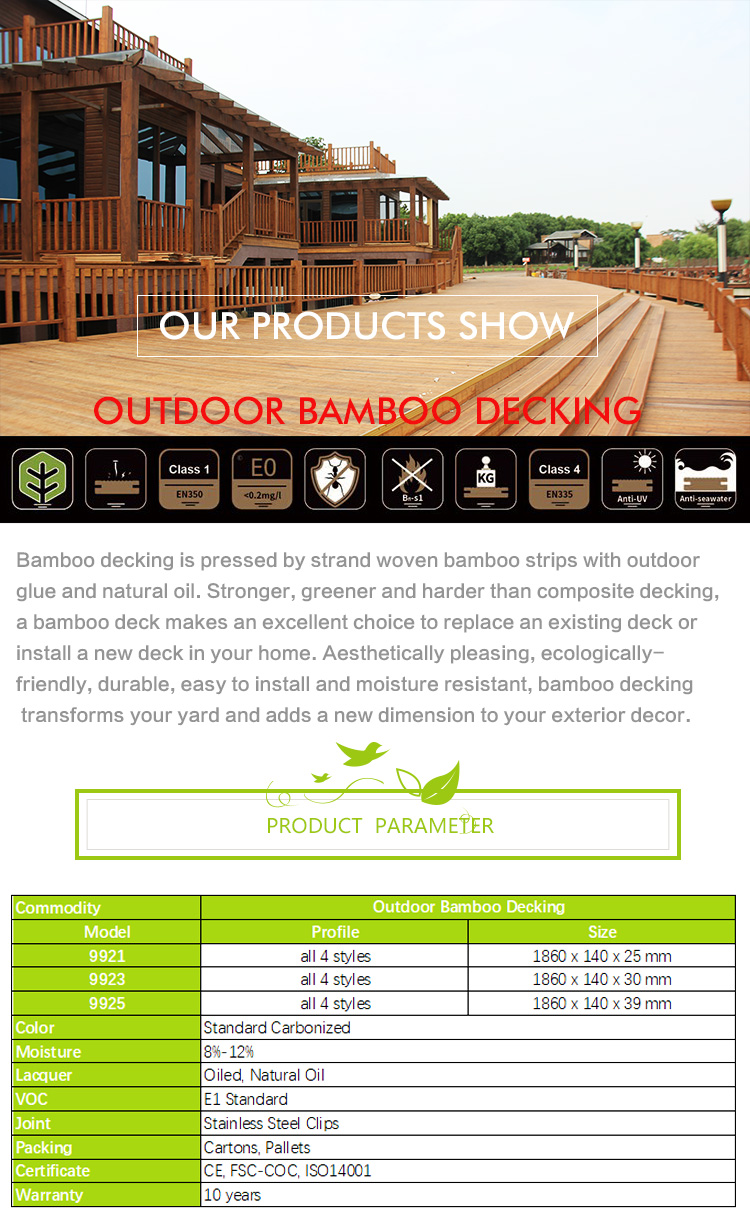 OUR PRODUCTS SHOW
OUTDOOR BAMBOO DECKING
Class 1
EN350
E0
<0.2mg/l
Bfl-s1
KG
Class 4
EN335
Anti-UV
Anti-seawater
Bamboo decking is pressed by strand woven bamboo strips with outdoor
glue and natural oil. Stronger, greener and harder than composite decking,
a bamboo deck makes an excellent choice to replace an existing deck or
install a new deck in your home. Aesthetically pleasing, ecologically-
friendly, durable, easy to install and moisture resistant, bamboo decking
transforms your yard and adds a new dimension to your exterior decor.
PRODUCT PARAMETER
Commodity Outdoor Bamboo Decking
Model Profile Size
9921 all 4 styles 1860 x 140 x 25 mm
9923 all 4 styles 1860 x 140 x 30 mm
9925 all 4 styles 1860 x 140 x 39 mm
Color Standard Carbonized
Moisture 8%-12%
Lacquer Oiled, Natural Oil
VOC E1 Standard
Joint Stainless Steel Clips
Packing Cartons, Pallets
Certificate CE, FSC-COC, ISO14001
Warranty 10 years